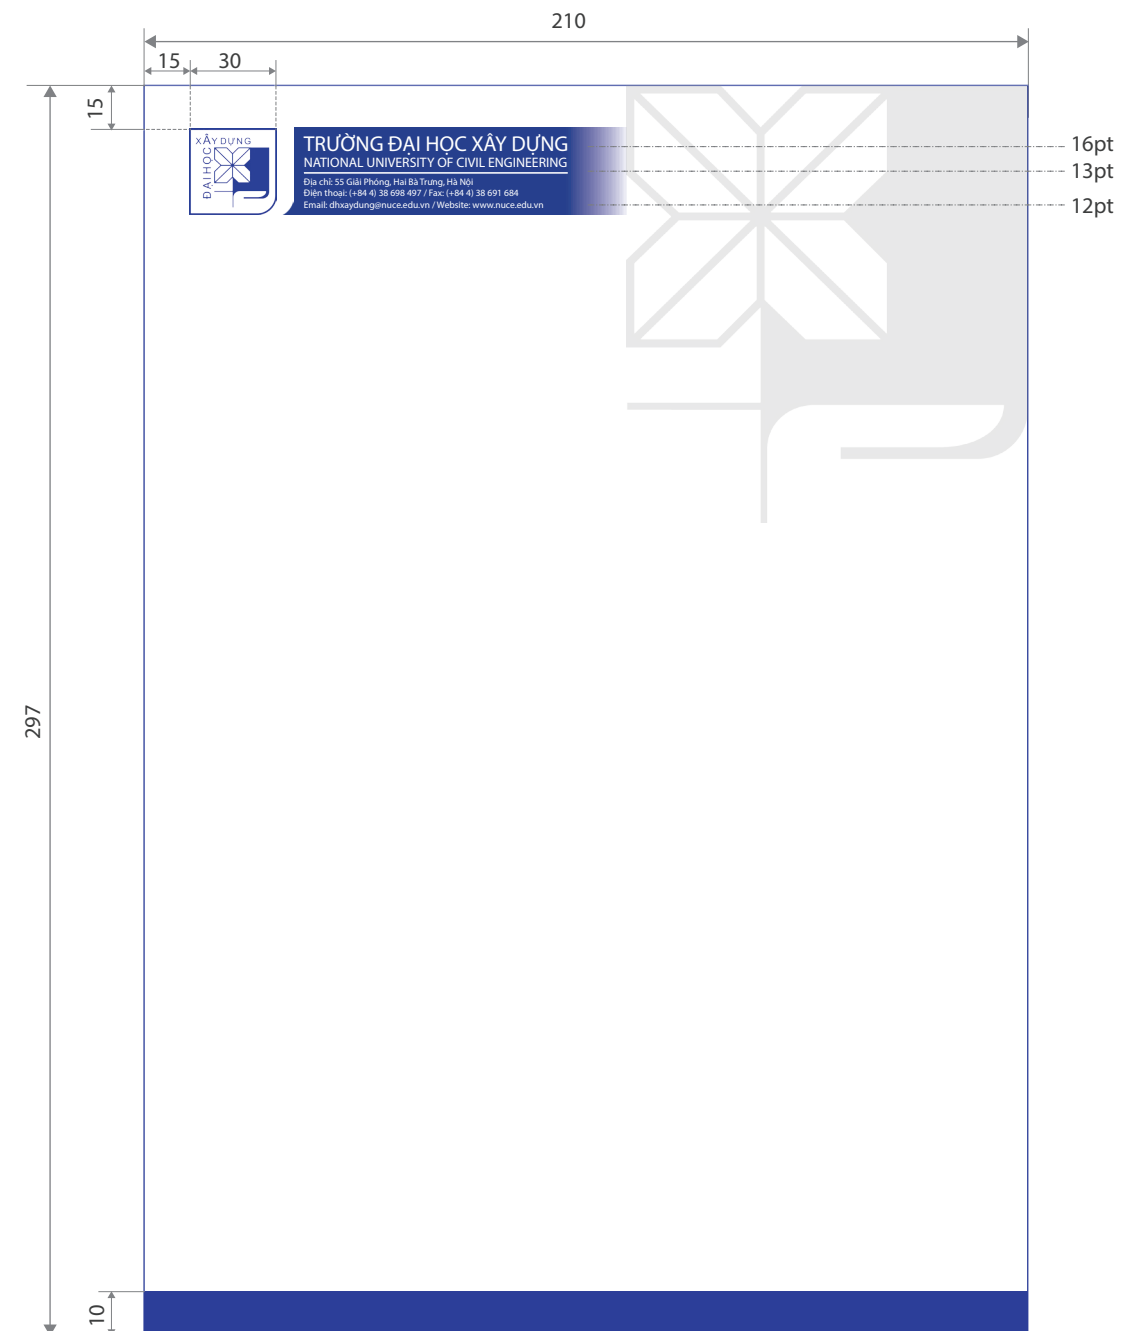 210
15
30
15
XÂY DỰNG
ĐẠI HỌC
TRƯỜNG ĐẠI HỌC XÂY DỰNG
NATIONAL UNIVERSITY OF CIVIL ENGINEERING
Địa chỉ: 55 Giải Phóng, Hai Bà Trưng, Hà Nội
Điện thoại: (+84 4) 38 698 497 / Fax: (+84 4) 38 691 684
Email: dhxaydung@nuce.edu.vn / Website: www.nuce.edu.vn
16pt
13pt
12pt
297
10